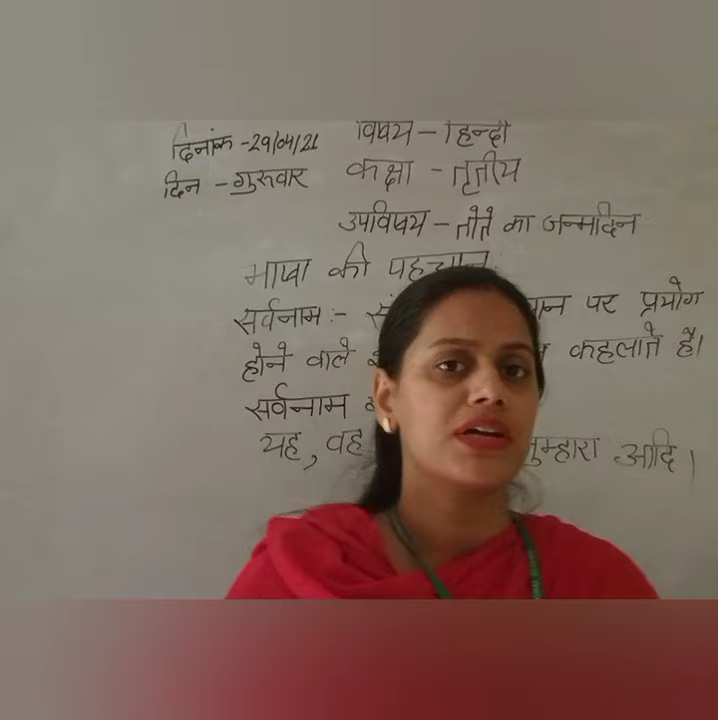 दिनांक -29/04/21 विषय - हिन्दी
दिन - गुरुवार कक्षा - तृतीय
उपविषय - तोते का जन्मदिन
भाषा की पहचान
सर्वनाम :- पर प्रयोग
होने वाले कहलाते है।
सर्वनाम
यह, वह तुम्हारा आदि।